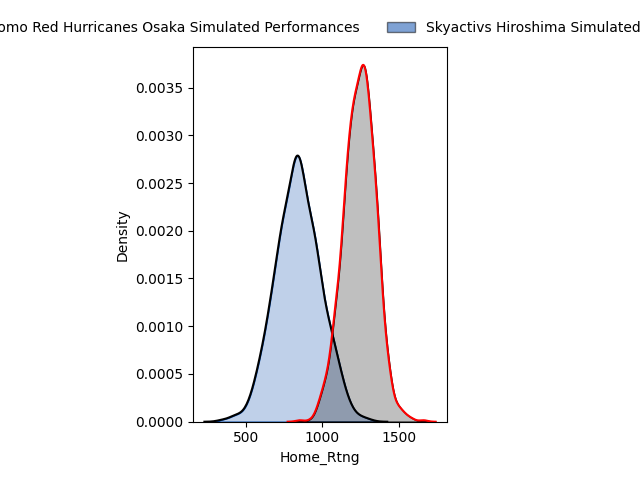 omo Red Hurricanes Osaka Simulated Performances
Skyactivs Hiroshima Simulated
0.0035
0.0030
0.0025
0.0020
0.0015
0.0010
0.0005
0.0000
Density
500 1000 1500
Home_Rtng